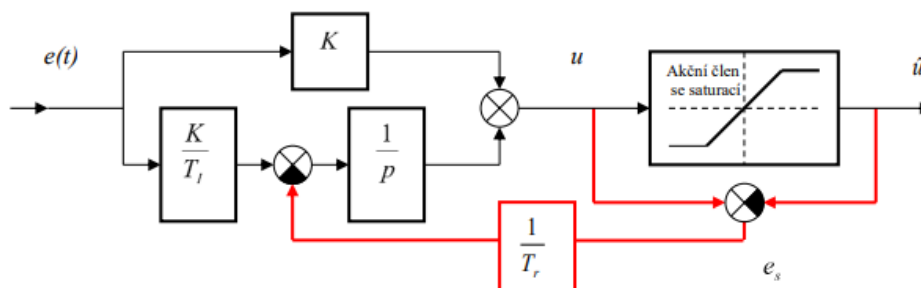 e(t)
K
u
Akční člen
se saturací
û
K
T_I
1
p
1
T_r
e_s